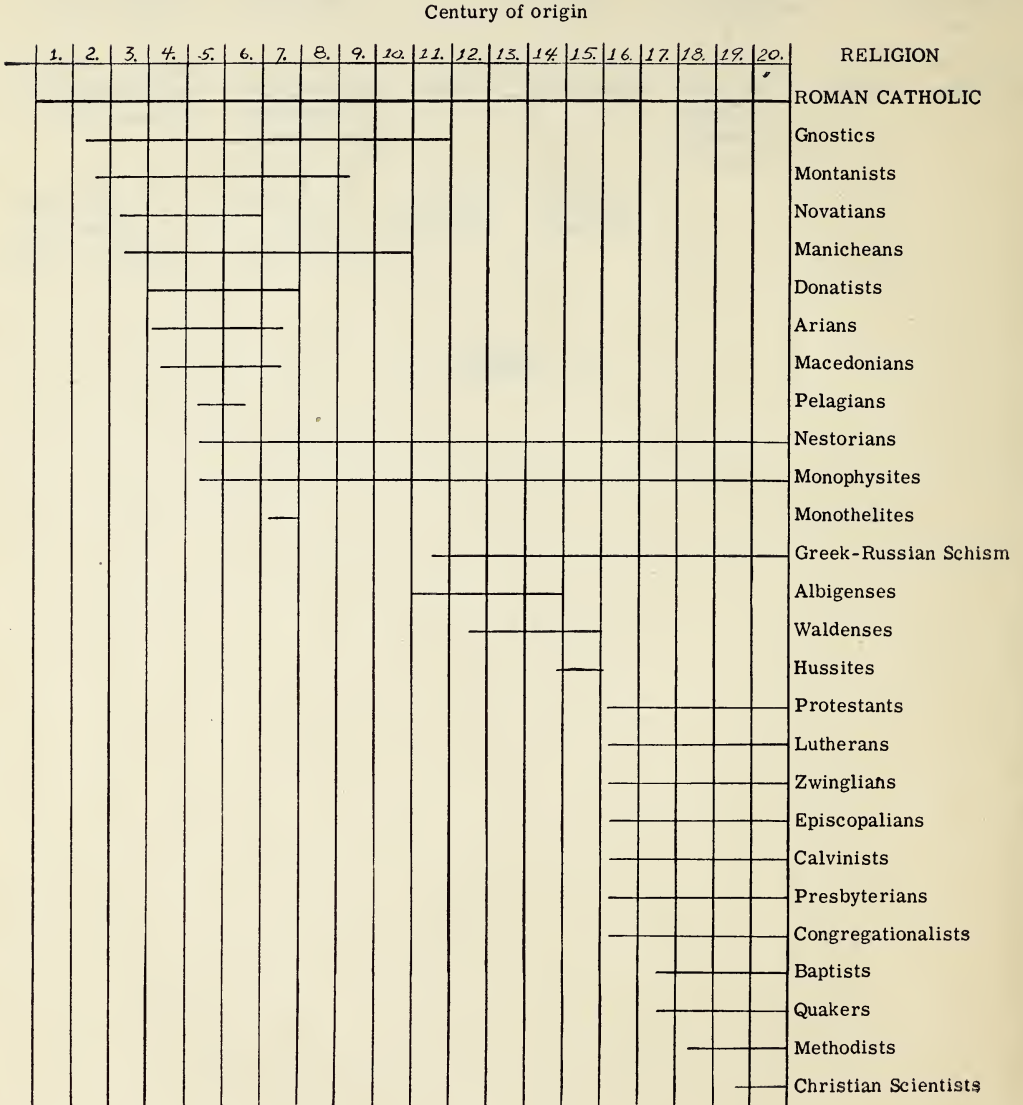 Century of origin
1. 2. 3. 4. 5. 6. 7. 8. 9. 10. 11. 12. 13. 14. 15. 16. 17. 18. 19. 20. RELIGION
ROMAN CATHOLIC
Gnostics
Montanists
Novatians
Manicheans
Donatists
Arians
Macedonians
Pelagians
Nestorians
Monophysites
Monothelites
Greek-Russian Schism
Albigenses
Waldenses
Hussites
Protestants
Lutherans
Zwinglians
Episcopalians
Calvinists
Presbyterians
Congregationalists
Baptists
Quakers
Methodists
Christian Scientists